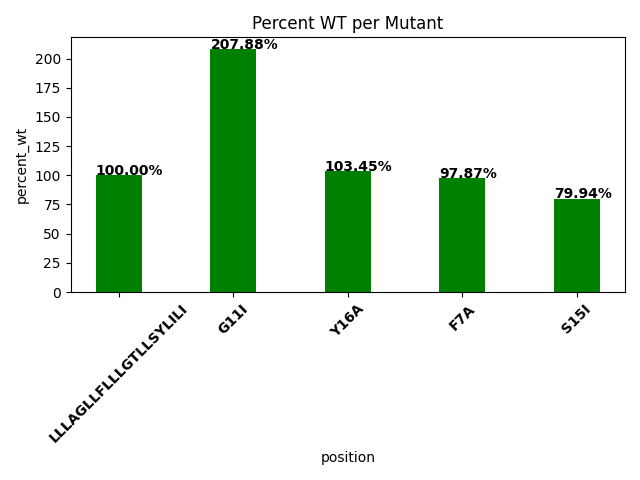 Percent WT per Mutant
percent_wt
200
175
150
125
100
75
50
25
0
100.00%
207.88%
103.45%
97.87%
79.94%
LLLAGLLFLLLGTLLSYLILI
G11I
Y16A
F7A
S15I
position